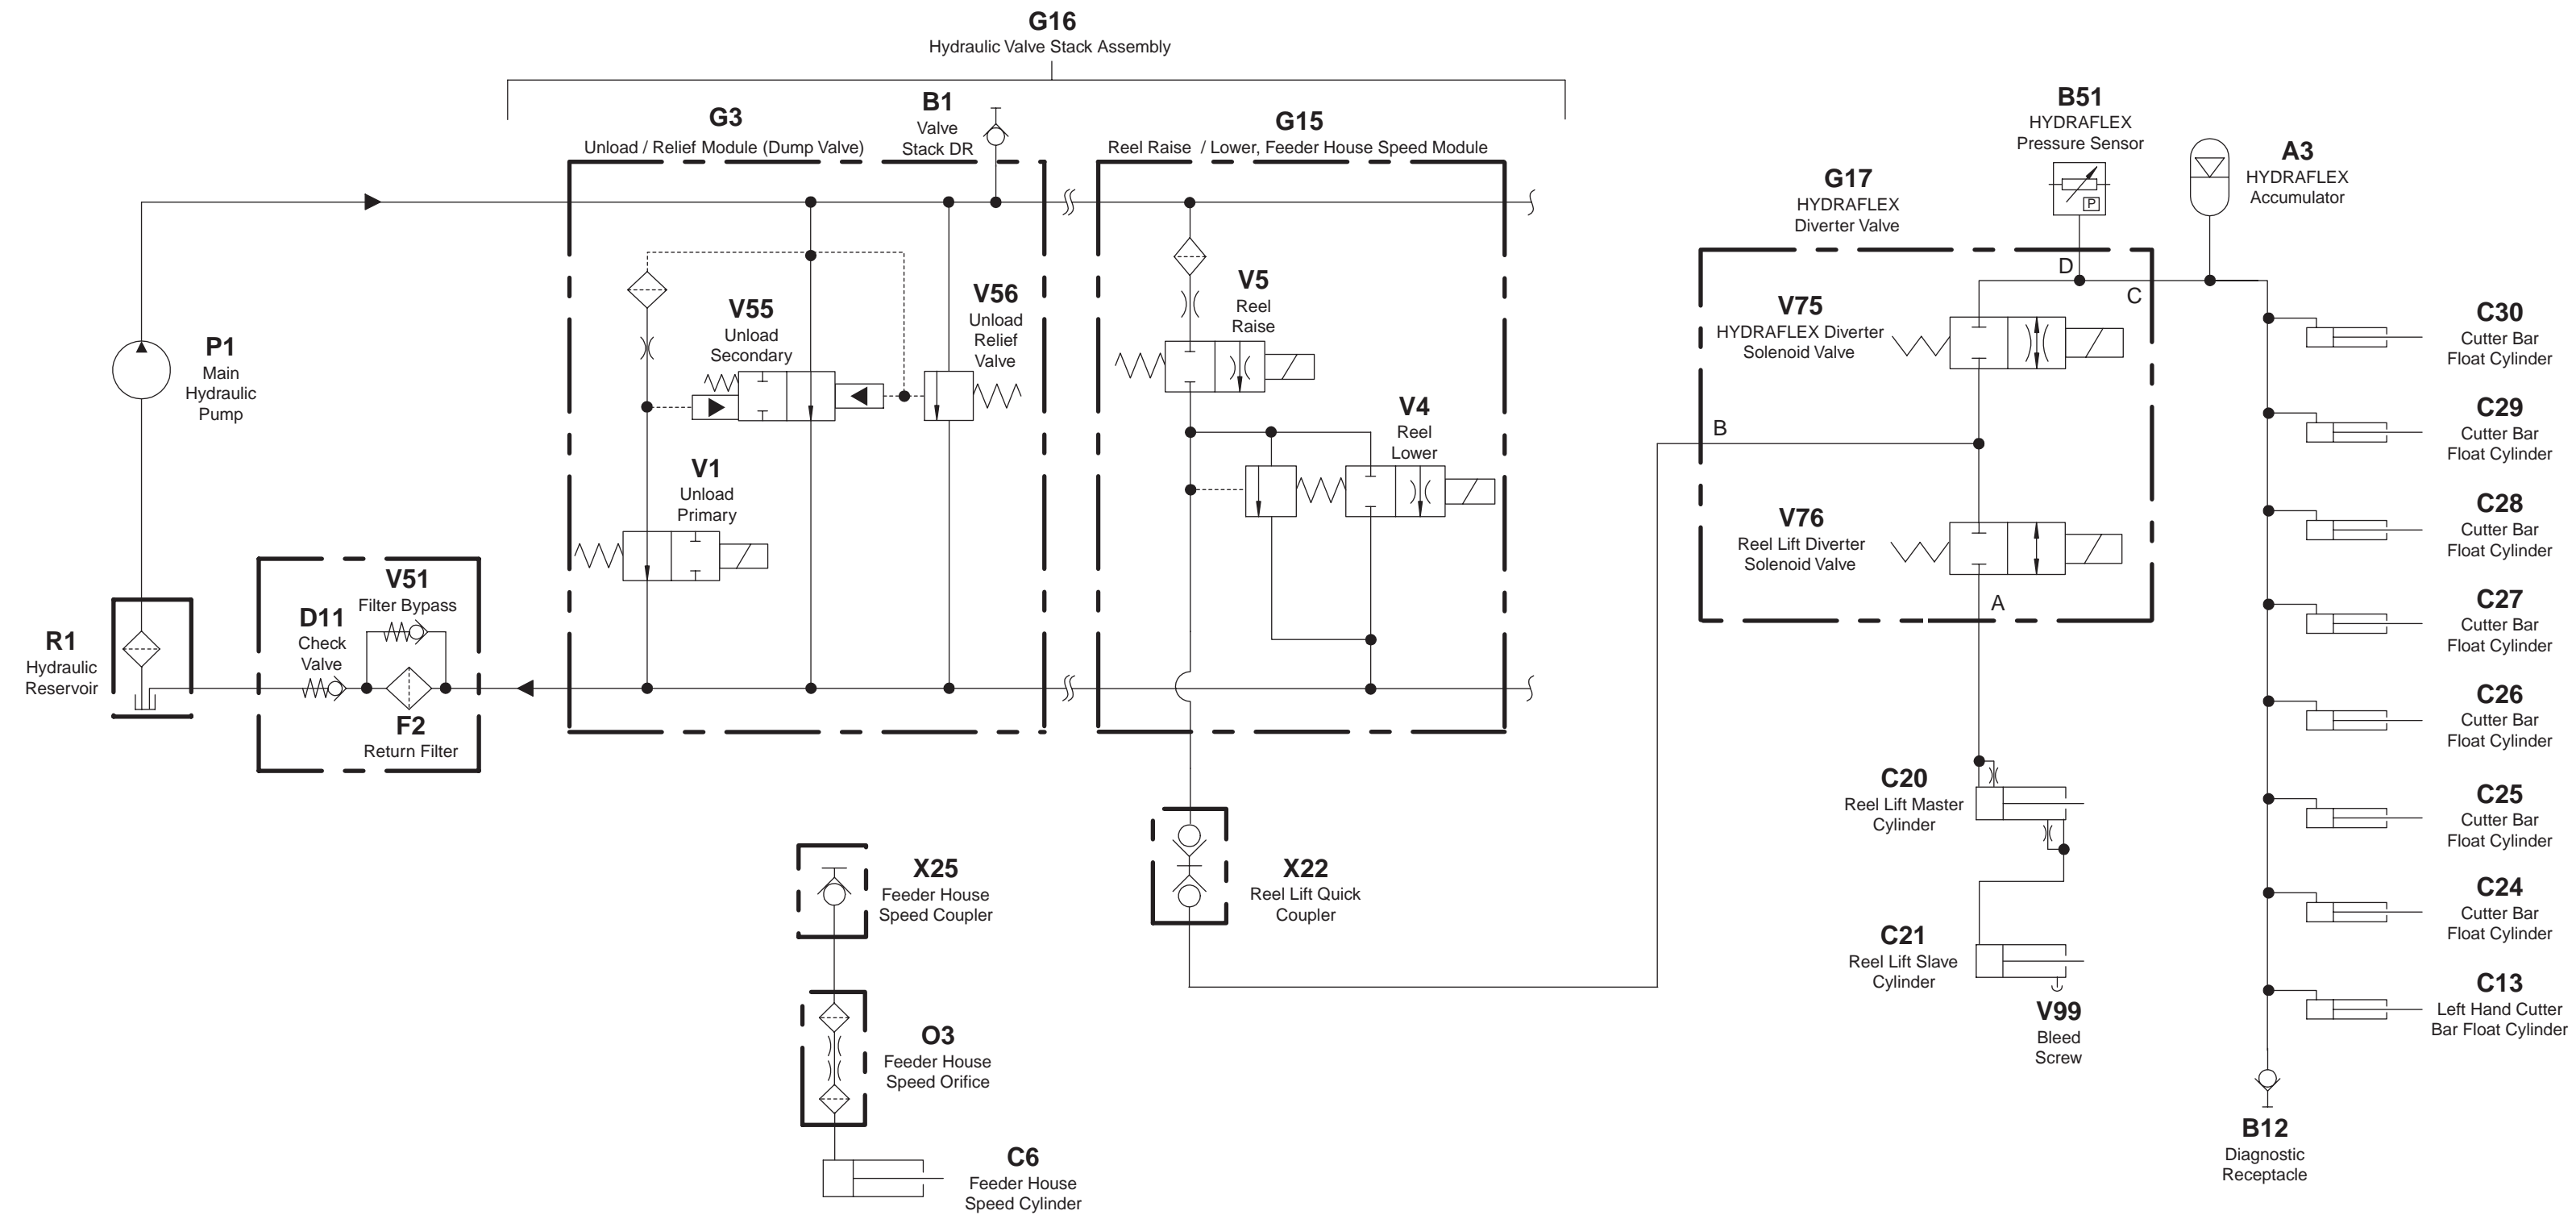 G16
Hydraulic Valve Stack Assembly
G3
Unload / Relief Module (Dump Valve)
B1
Valve
Stack DR
G15
Reel Raise / Lower, Feeder House Speed Module
B51
HYDRAFLEX
Pressure Sensor
P
A3
HYDRAFLEX
Accumulator
G17
HYDRAFLEX
Diverter Valve
D
C
B
A
V75
HYDRAFLEX Diverter
Solenoid Valve
V76
Reel Lift Diverter
Solenoid Valve
P1
Main
Hydraulic
Pump
V55
Unload
Secondary
V56
Unload
Relief
Valve
V1
Unload
Primary
V5
Reel
Raise
V4
Reel
Lower
R1
Hydraulic
Reservoir
V51
Filter Bypass
D11
Check
Valve
F2
Return Filter
X25
Feeder House
Speed Coupler
O3
Feeder House
Speed Orifice
C6
Feeder House
Speed Cylinder
X22
Reel Lift Quick
Coupler
C20
Reel Lift Master
Cylinder
C21
Reel Lift Slave
Cylinder
V99
Bleed
Screw
C30
Cutter Bar
Float Cylinder
C29
Cutter Bar
Float Cylinder
C28
Cutter Bar
Float Cylinder
C27
Cutter Bar
Float Cylinder
C26
Cutter Bar
Float Cylinder
C25
Cutter Bar
Float Cylinder
C24
Cutter Bar
Float Cylinder
C13
Left Hand Cutter
Bar Float Cylinder
B12
Diagnostic
Receptacle